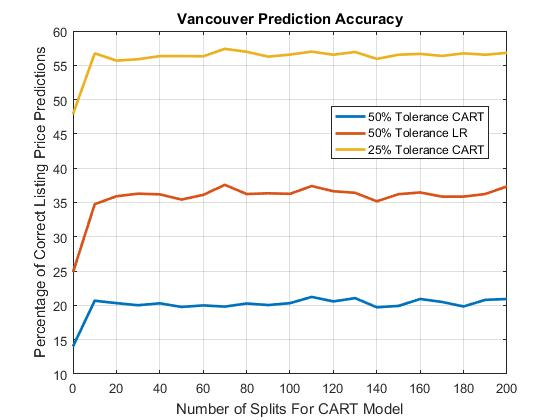 Vancouver Prediction Accuracy
Percentage of Correct Listing Price Predictions
60
55
50
45
40
35
30
25
20
15
10
50% Tolerance CART
50% Tolerance LR
25% Tolerance CART
0 20 40 60 80 100 120 140 160 180 200
Number of Splits For CART Model